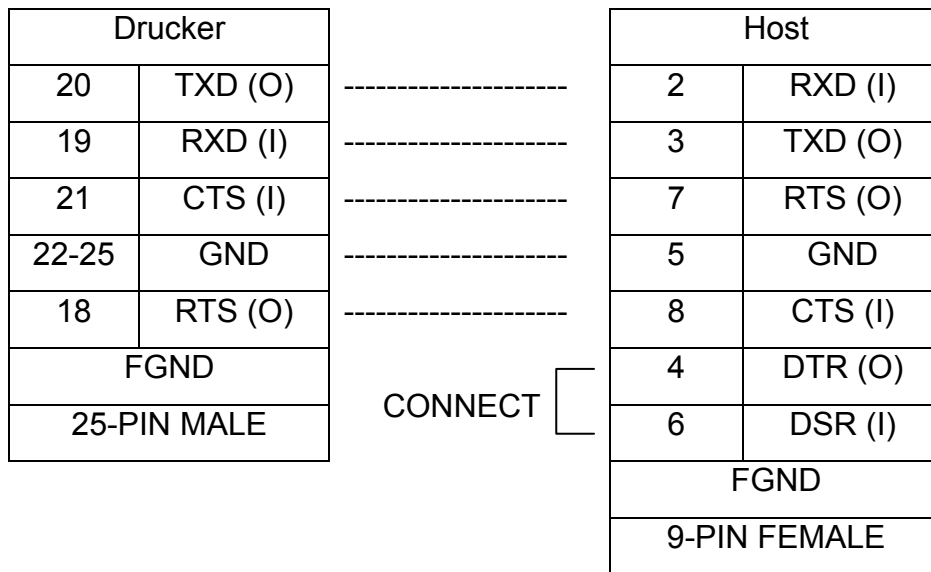 Drucker Host
20 TXD (O) ---------------------- 2 RXD (I)
19 RXD (I) ---------------------- 3 TXD (O)
21 CTS (I) ---------------------- 7 RTS (O)
22-25 GND ---------------------- 5 GND
18 RTS (O) ---------------------- 8 CTS (I)
FGND 4 DTR (O)
CONNECT
25-PIN MALE 6 DSR (I)
FGND
9-PIN FEMALE